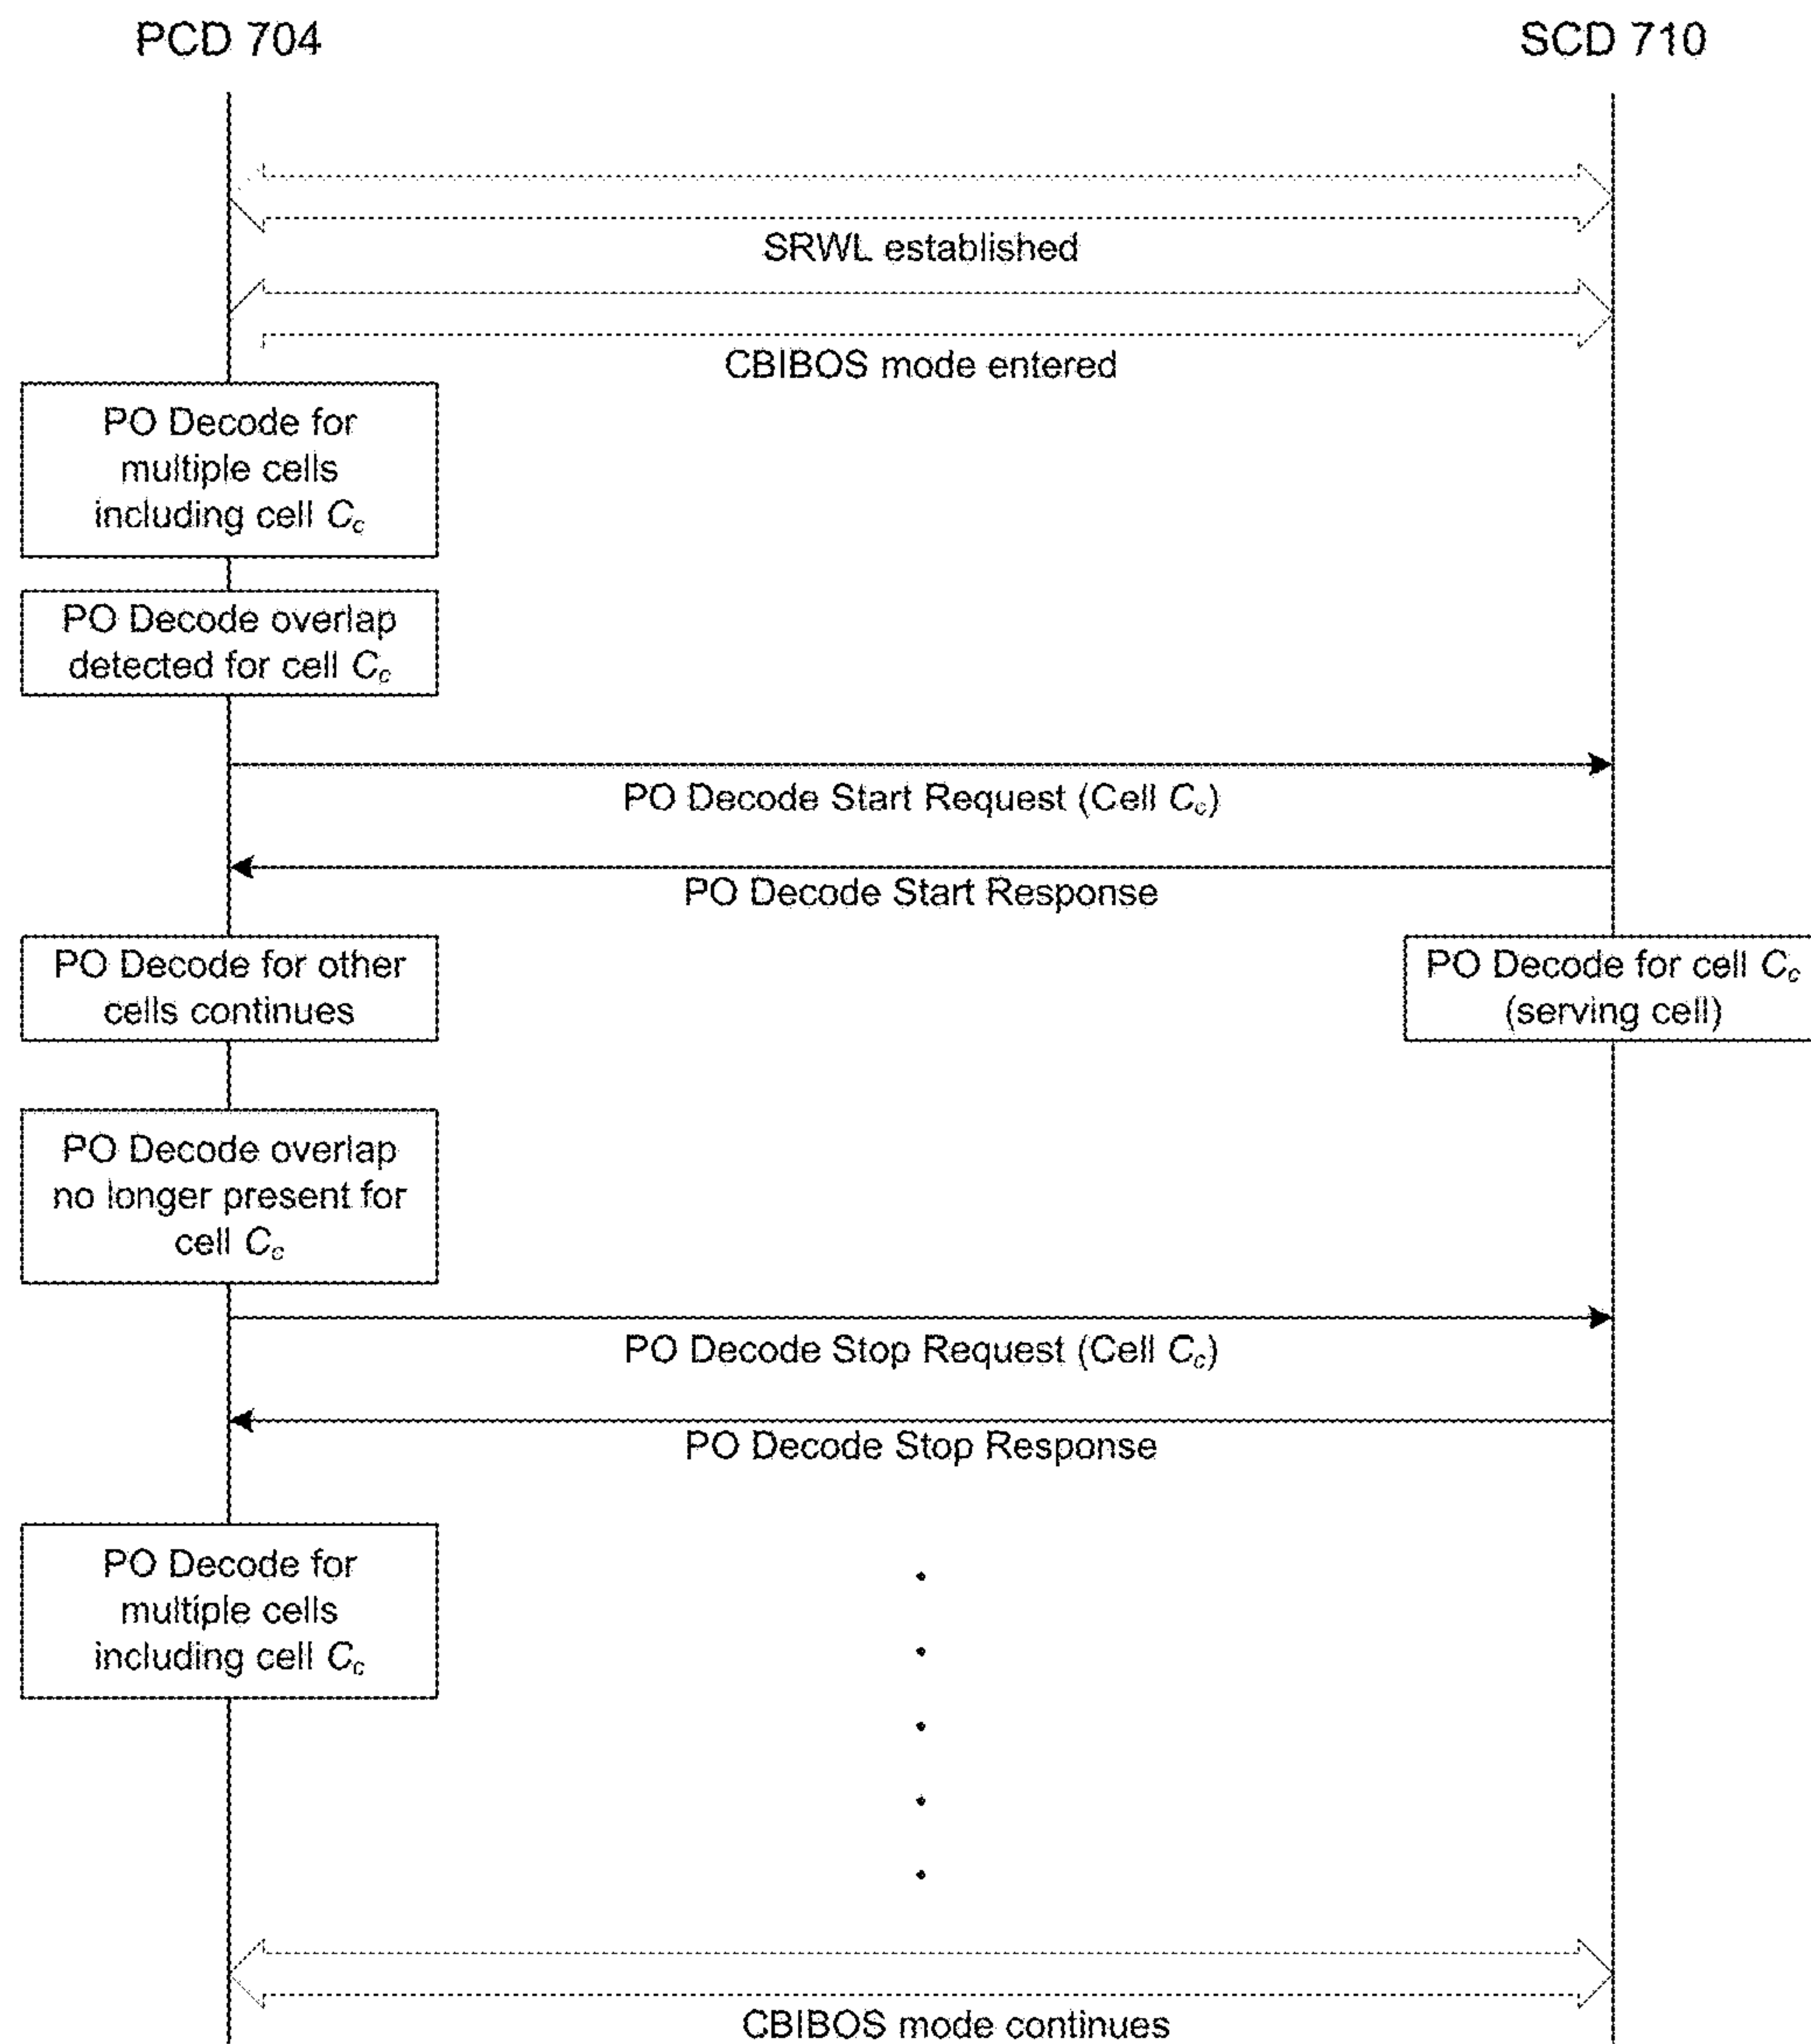 PCD 704
SCD 710
SRWL established
CBIBOS mode entered
PO Decode for
multiple cells
including cell Cc
PO Decode overlap
detected for cell Cc
PO Decode Start Request (Cell Cc)
PO Decode Start Response
PO Decode for other
cells continues
PO Decode for cell Cc
(serving cell)
PO Decode overlap
no longer present for
cell Cc
PO Decode Stop Request (Cell Cc)
PO Decode Stop Response
PO Decode for
multiple cells
including cell Cc
CBIBOS mode continues